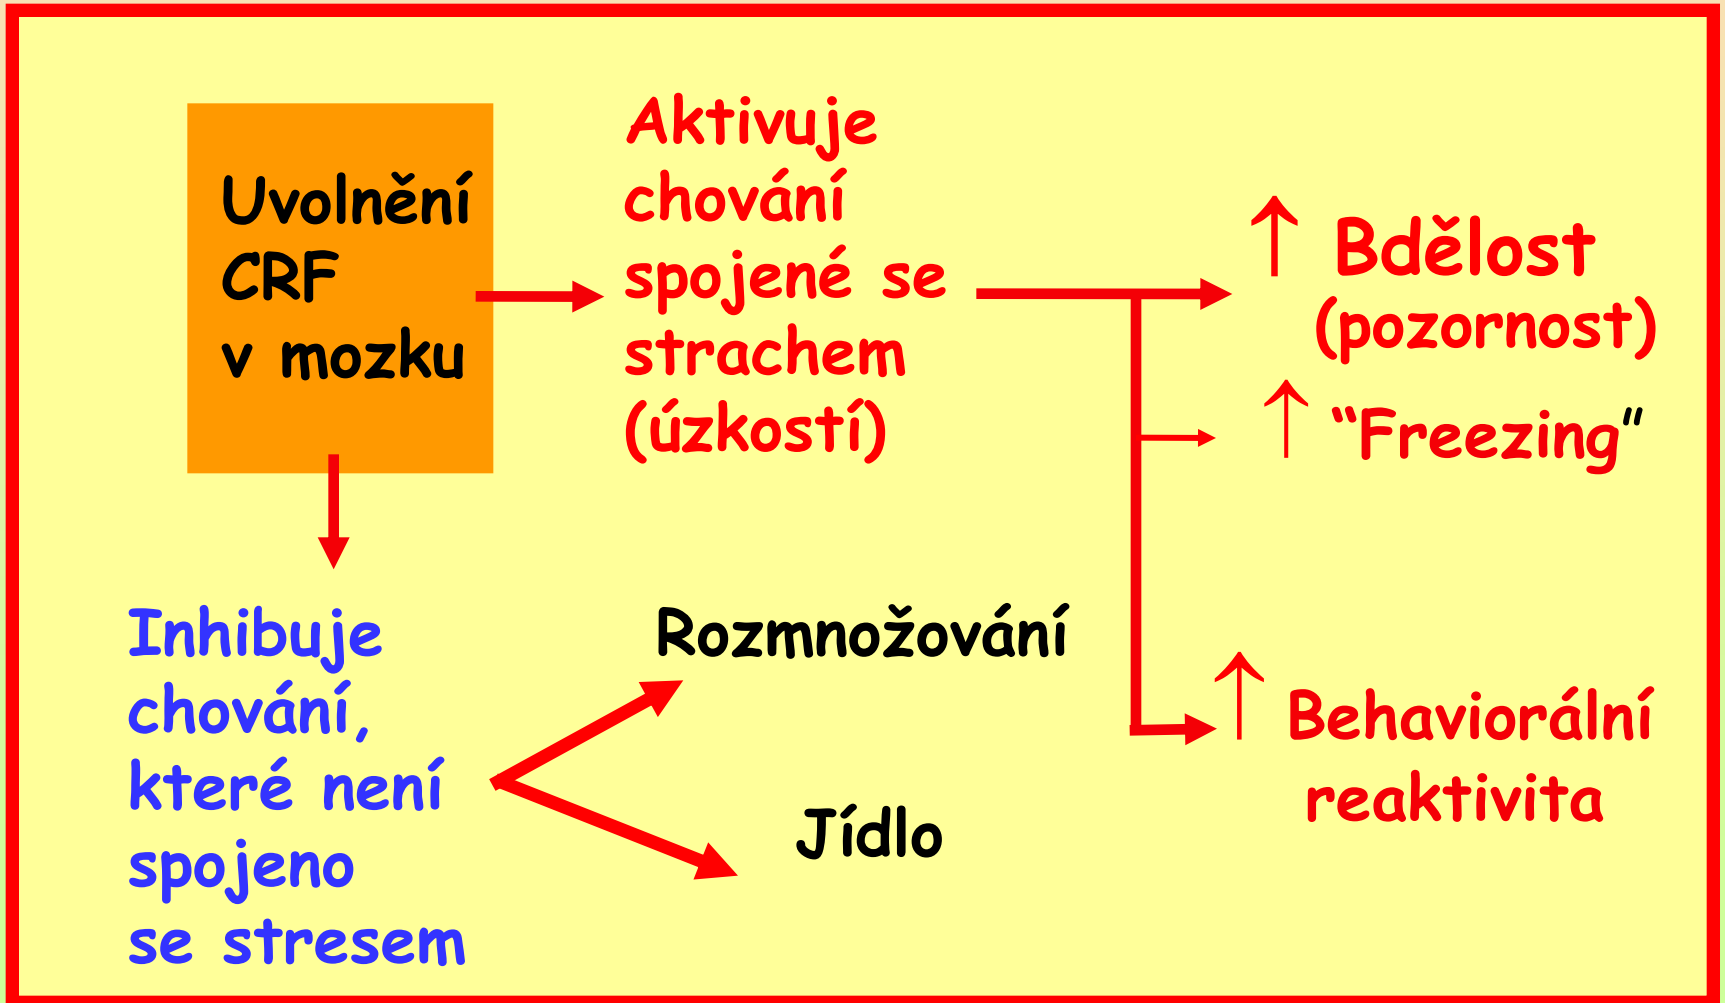 Uvolnění
CRF
v mozku
Aktivuje
chování
spojené se
strachem
(úzkostí)
↑ Bdělost
(pozornost)
↑ “Freezing”
↑ Behaviorální
reaktivita
Inhibuje
chování,
které není
spojeno
se stresem
Rozmnožování
Jídlo